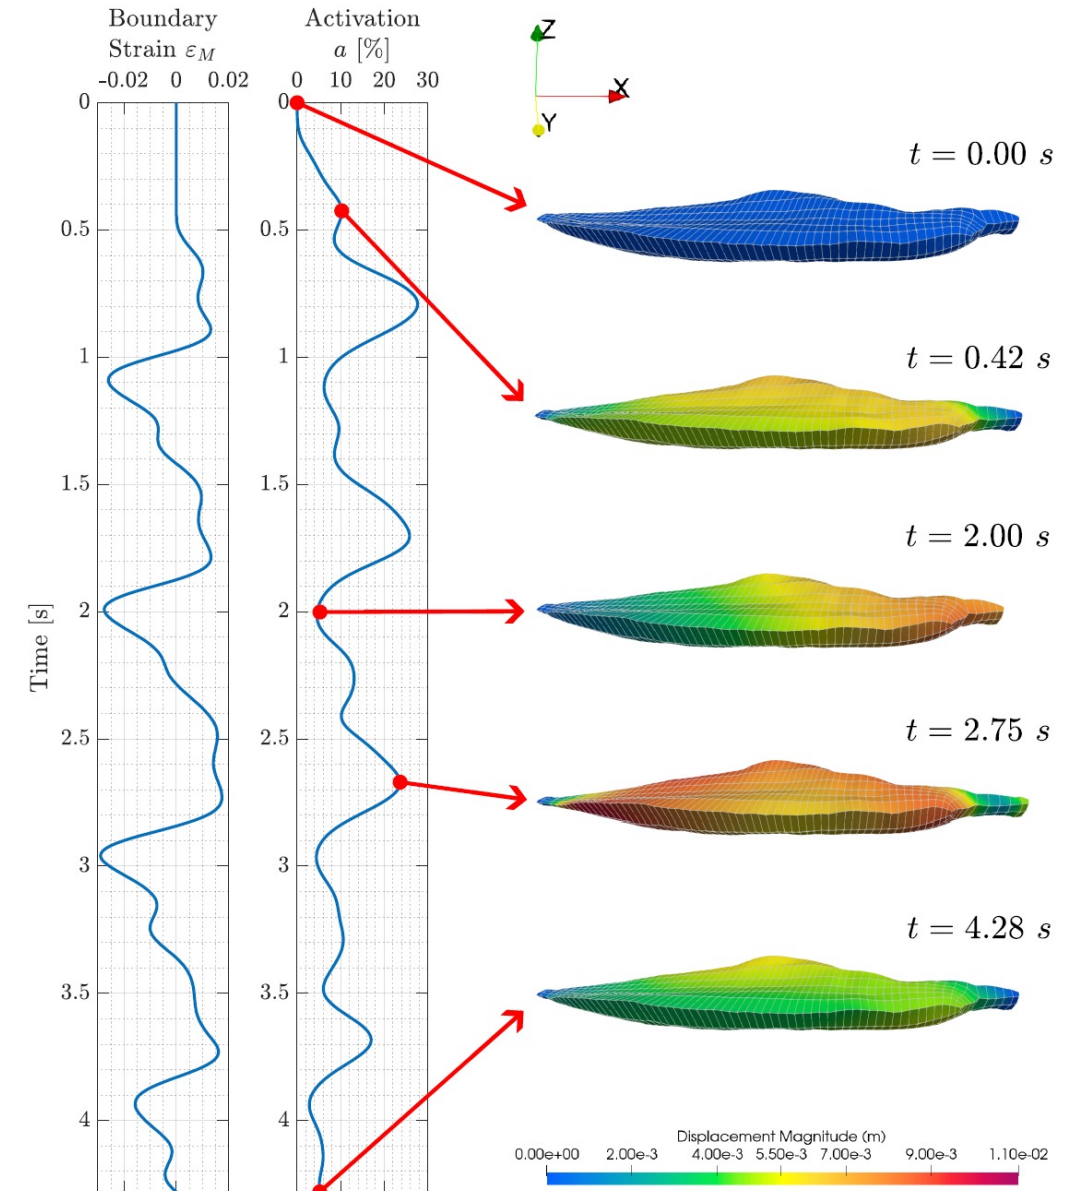 Boundary
Strain εM
Activation
a [%]
-0.02 0 0.02
0 10 20 30
Z
X
Y
0
0.5
1
1.5
2
2.5
3
3.5
4
0
0.5
1
1.5
2
2.5
3
3.5
4
Time [s]
t = 0.00 s
t = 0.42 s
t = 2.00 s
t = 2.75 s
t = 4.28 s
Displacement Magnitude (m)
0.00e+00 2.00e-3 4.00e-3 5.50e-3 7.00e-3 9.00e-3 1.10e-02